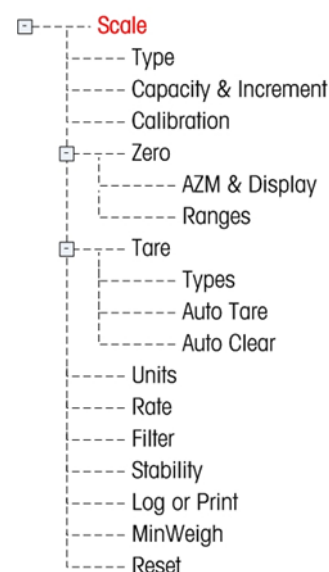 Scale
Type
Capacity & Increment
Calibration
Zero
AZM & Display
Ranges
Tare
Types
Auto Tare
Auto Clear
Units
Rate
Filter
Stability
Log or Print
MinWeigh
Reset